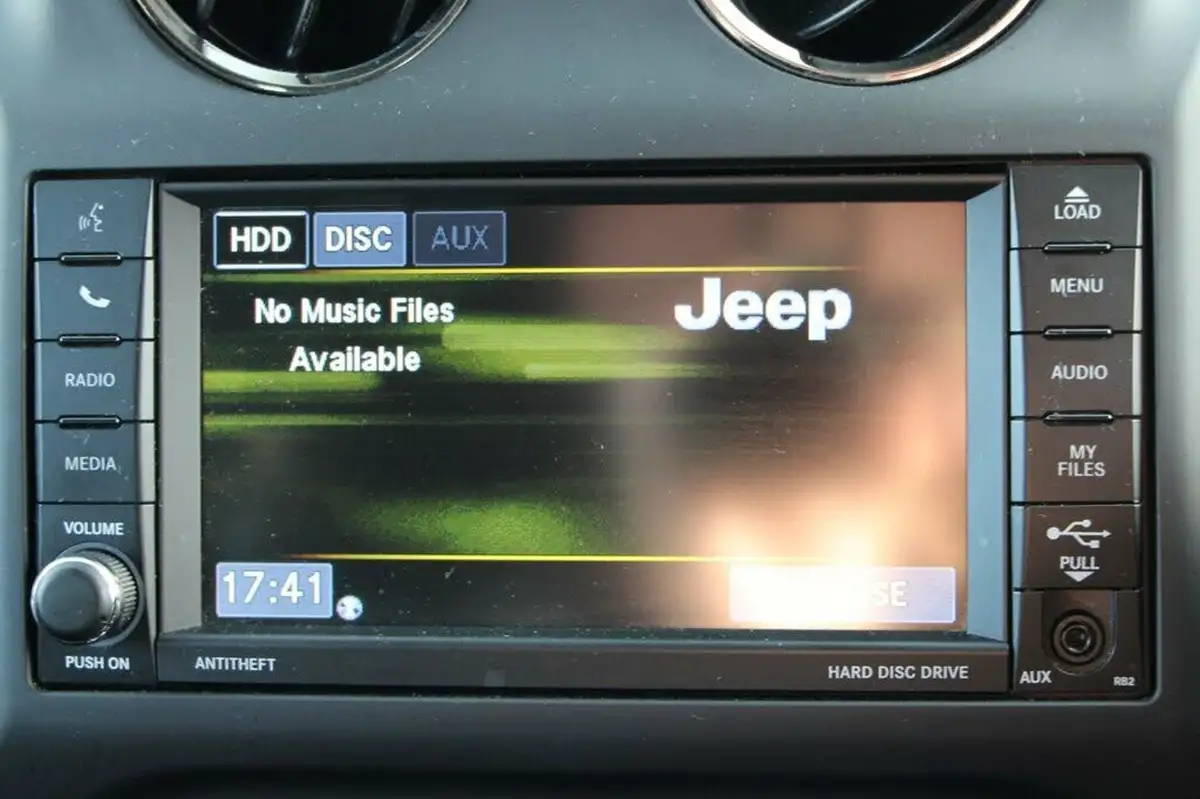 HDD DISC AUX
No Music Files
Available
Jeep
17:41
RADIO
MEDIA
VOLUME
PUSH ON
ANTITHEFT
HARD DISC DRIVE
LOAD
MENU
AUDIO
MY
FILES
PULL
AUX
RB2